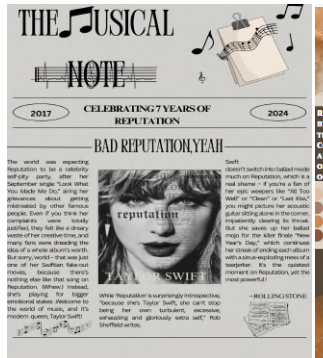 THE MUSICAL
NOTE
2017
CELEBRATING 7 YEARS OF
REPUTATION
2024
BAD REPUTATION, YEAH
The world was expecting
Reputation to be a celebrity
self-pity party, after her
September single "Look What
You Made Me Do," airing her
grievances about getting
mistreated by other famous
people. Even if you think her
complaints were totally
justified, they felt like a dreary
waste of her creative time, and
many fans were dreading the
idea of a whole album's worth.
But sorry, world – that was just
one of her Swiftian fake-out
moves, because there's
nothing else like that song on
Reputation. (Whew.) Instead,
she's playing for bigger
emotional stakes. Welcome to
the world of music, and it's
modern queen, Taylor Swift!
reputation
TAYLOR SWIFT
While 'Reputation' is surprisingly introspective,
"because she's Taylor Swift, she can't stop
being her own turbulent, excessive,
exhausting and gloriously extra self," Rob
Sheffield writes.
Swift
doesn't switch into ballad mode
much on Reputation, which is a
real shame – if you're a fan of
her epic weepers like "All Too
Well" or "Clean" or "Last Kiss,"
you might picture her acoustic
guitar sitting alone in the corner,
impatiently clearing its throat.
But she saves up her ballad
mojo for the killer finale "New
Year's Day," which continues
her streak of ending each album
with a sinus-exploding mess of a
tearjerker. It's the quietest
moment on Reputation, yet the
most powerful!
~ROLLING STONE